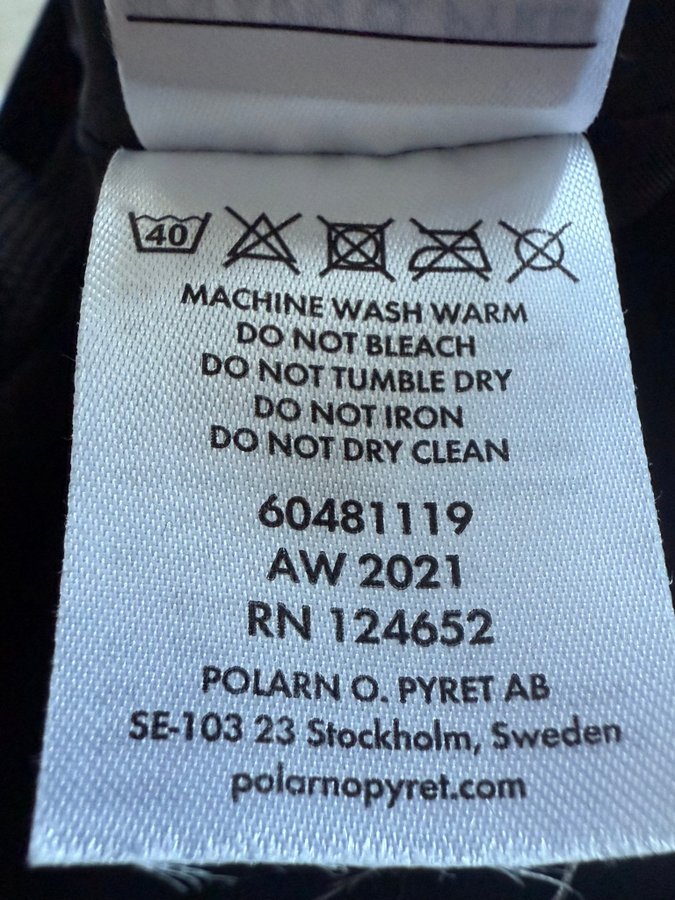 40
MACHINE WASH WARM
DO NOT BLEACH
DO NOT TUMBLE DRY
DO NOT IRON
DO NOT DRY CLEAN
60481119
AW 2021
RN 124652
POLARN O. PYRET AB
SE-103 23 Stockholm, Sweden
polarnopyret.com